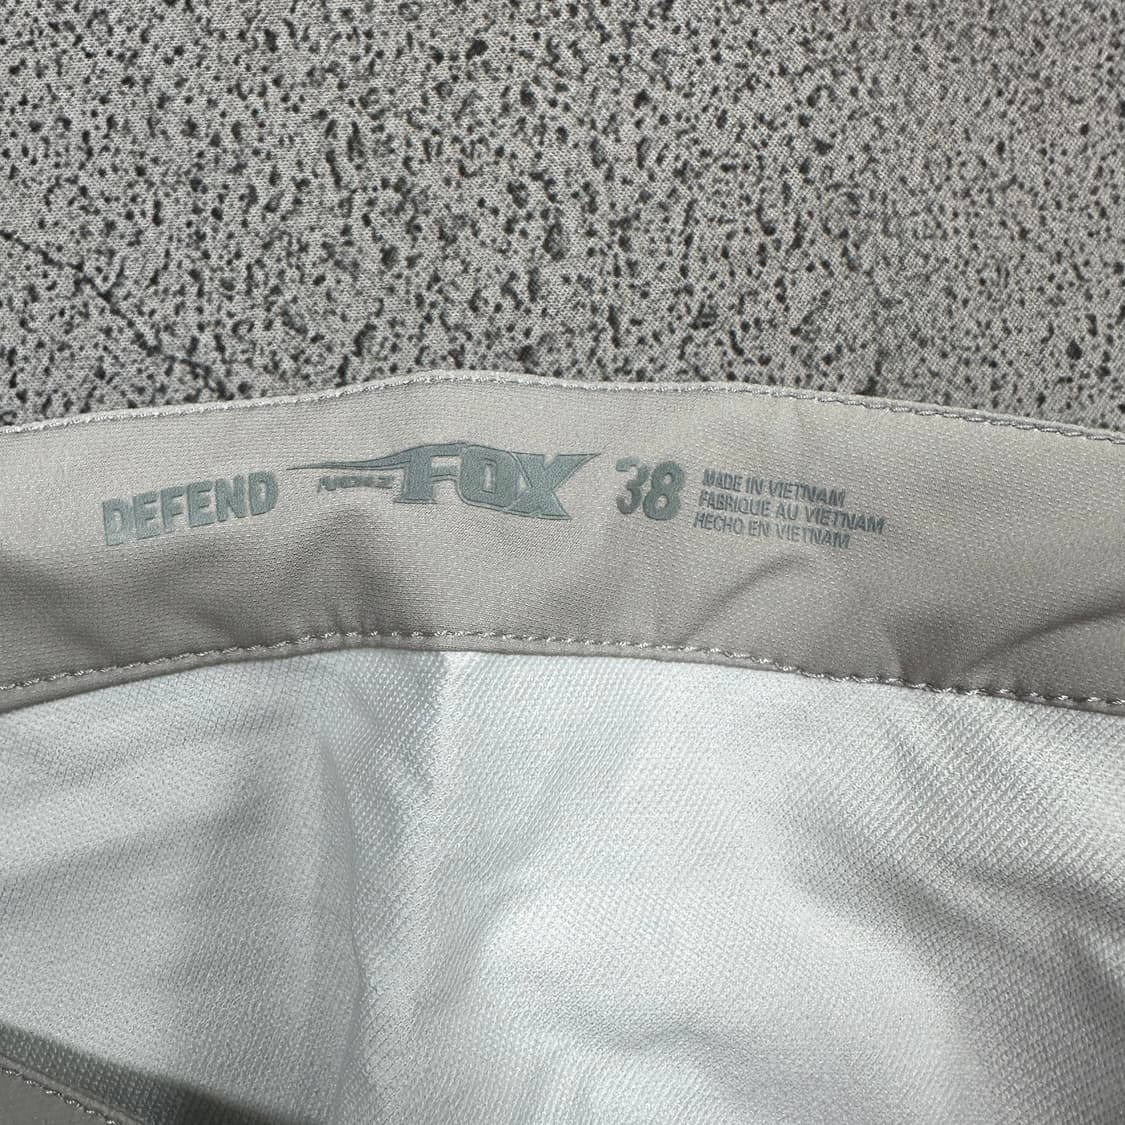 DEFEND
FOX
38
MADE IN VIETNAM
FABRIQUE AU VIETNAM
HECHO EN VIETNAM